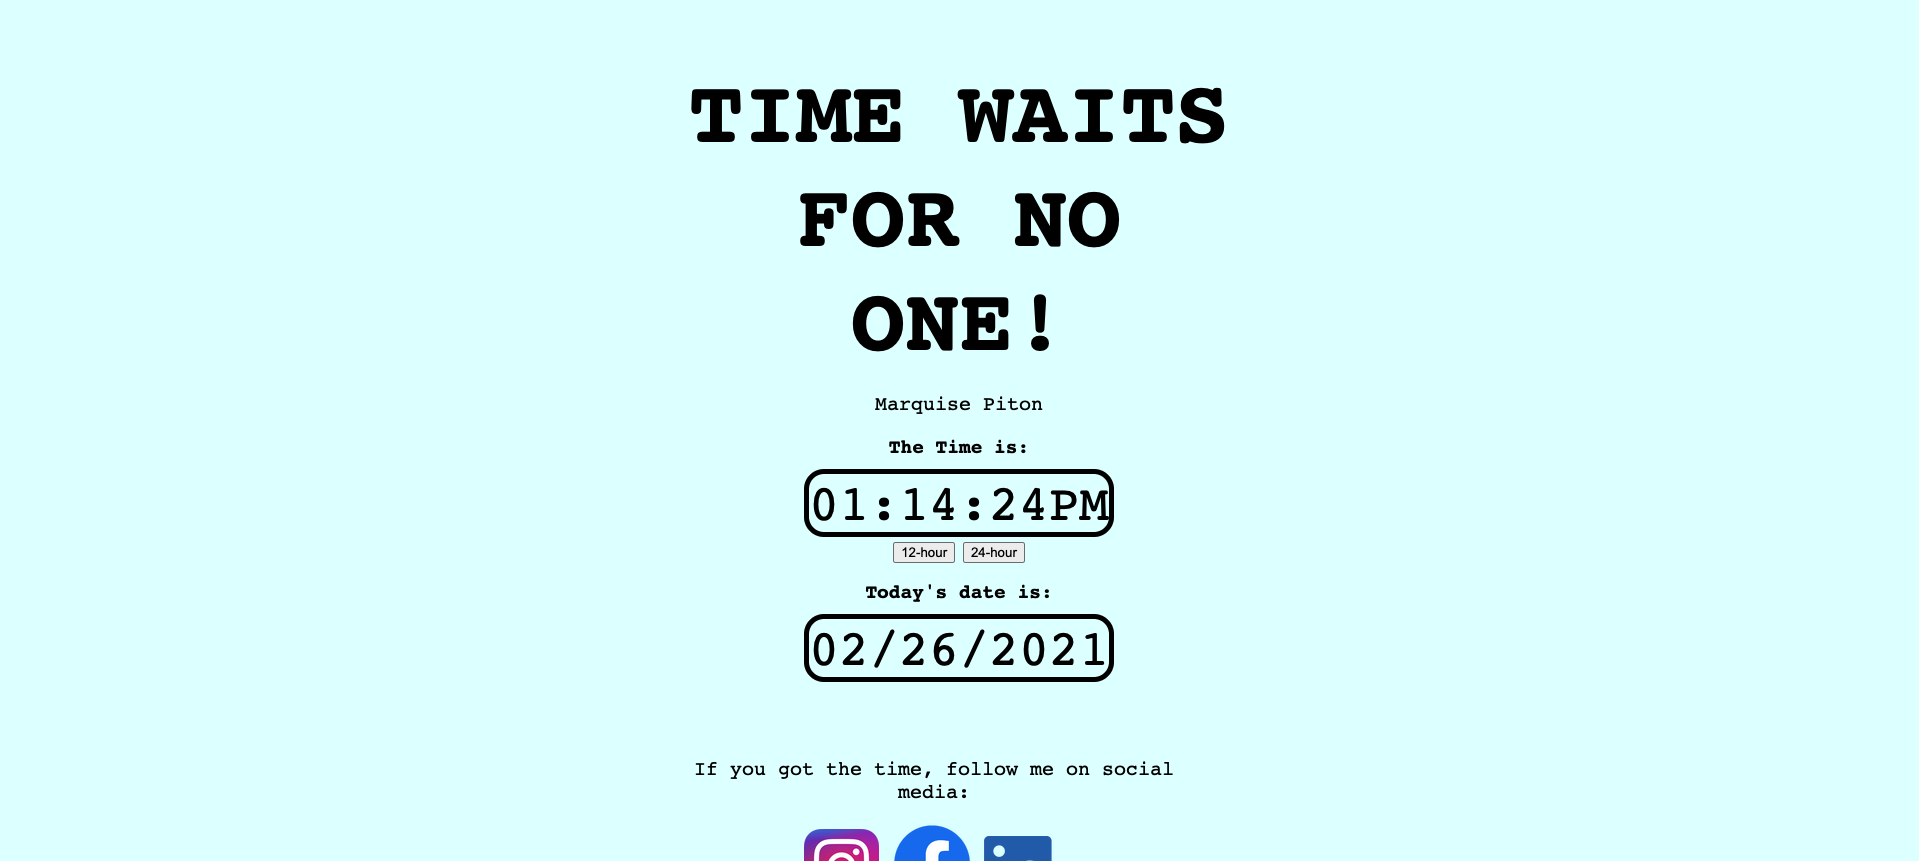 TIME WAITS
FOR NO
ONE!
Marquise Piton
The Time is:
01:14:24PM
12-hour 24-hour
Today's date is:
02/26/2021
If you got the time, follow me on social
media: